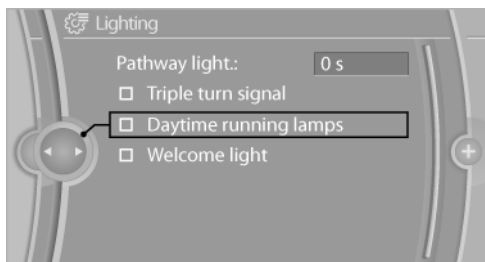 Lighting
Pathway light.: 0 s
Triple turn signal
Daytime running lamps
Welcome light